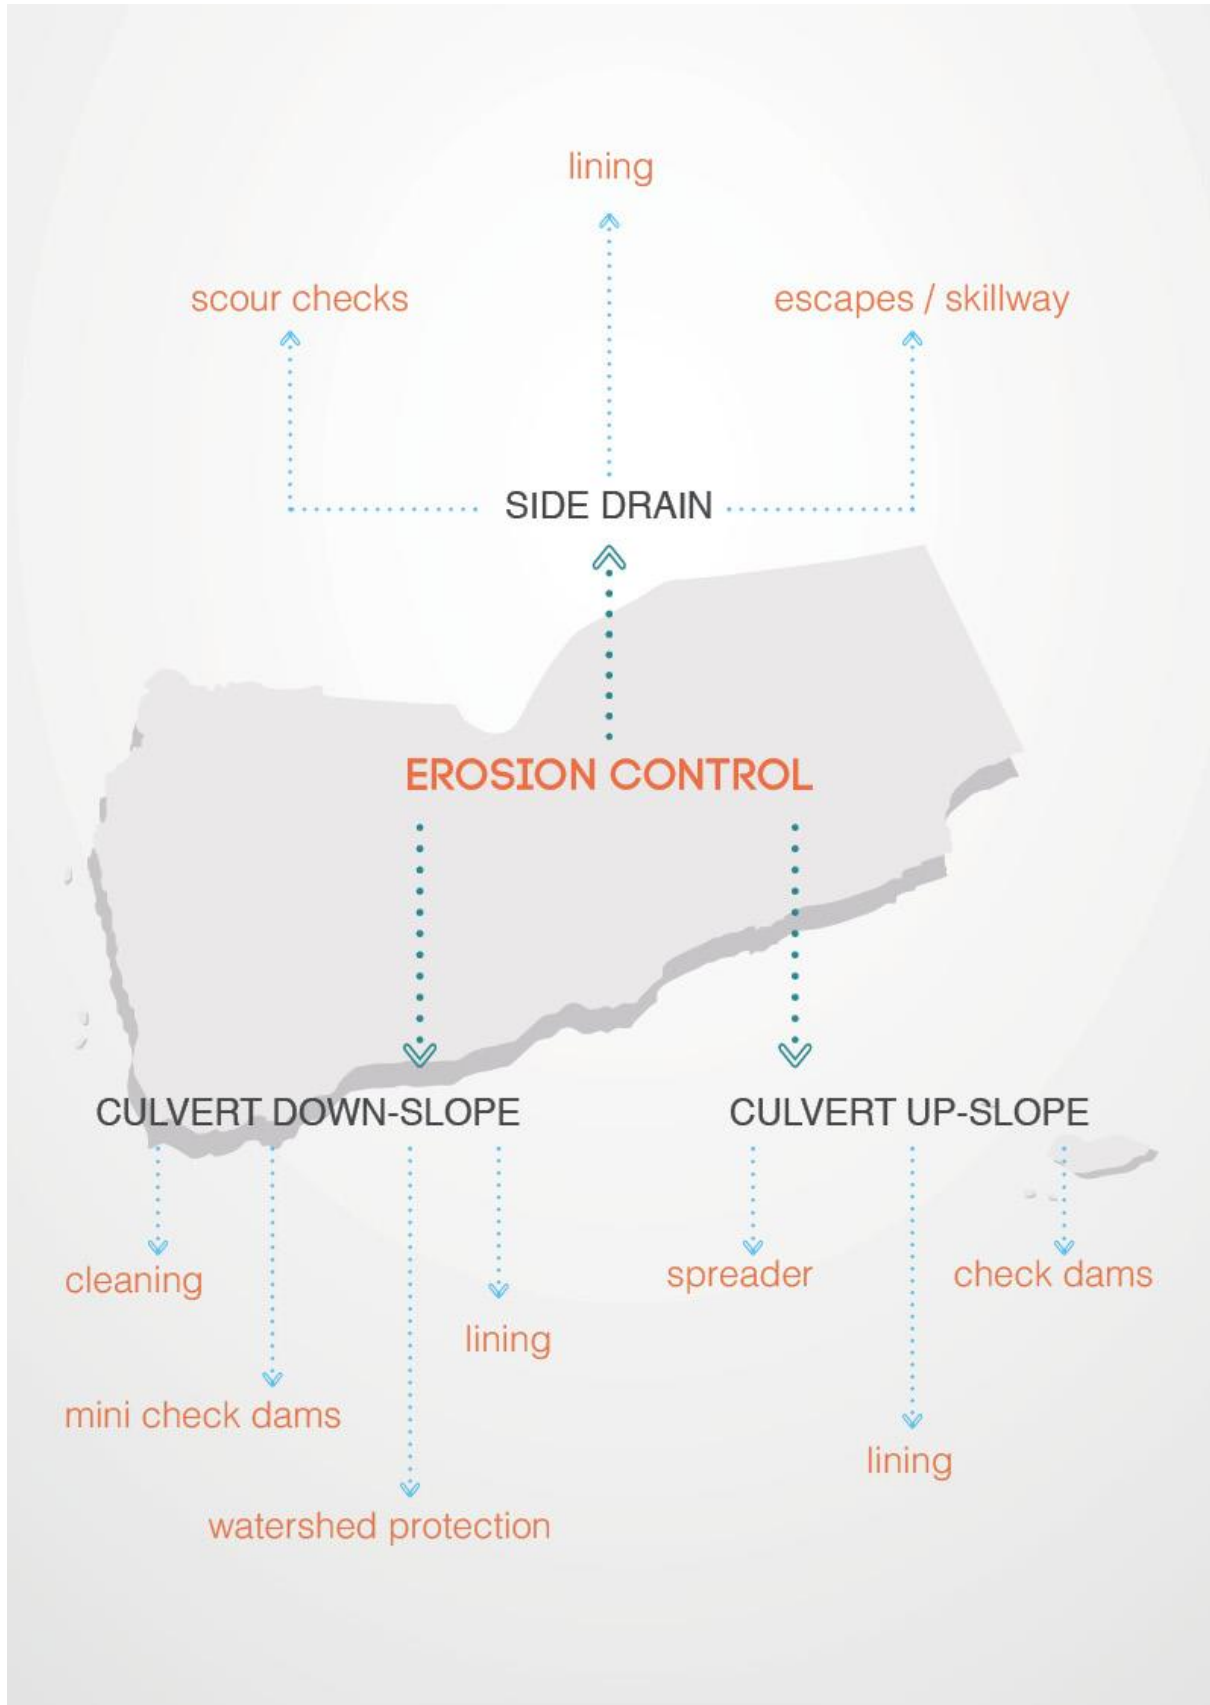 lining
scour checks
escapes / skillway
SIDE DRAIN
EROSION CONTROL
CULVERT DOWN-SLOPE
CULVERT UP-SLOPE
cleaning
spreader
check dams
lining
mini check dams
lining
watershed protection